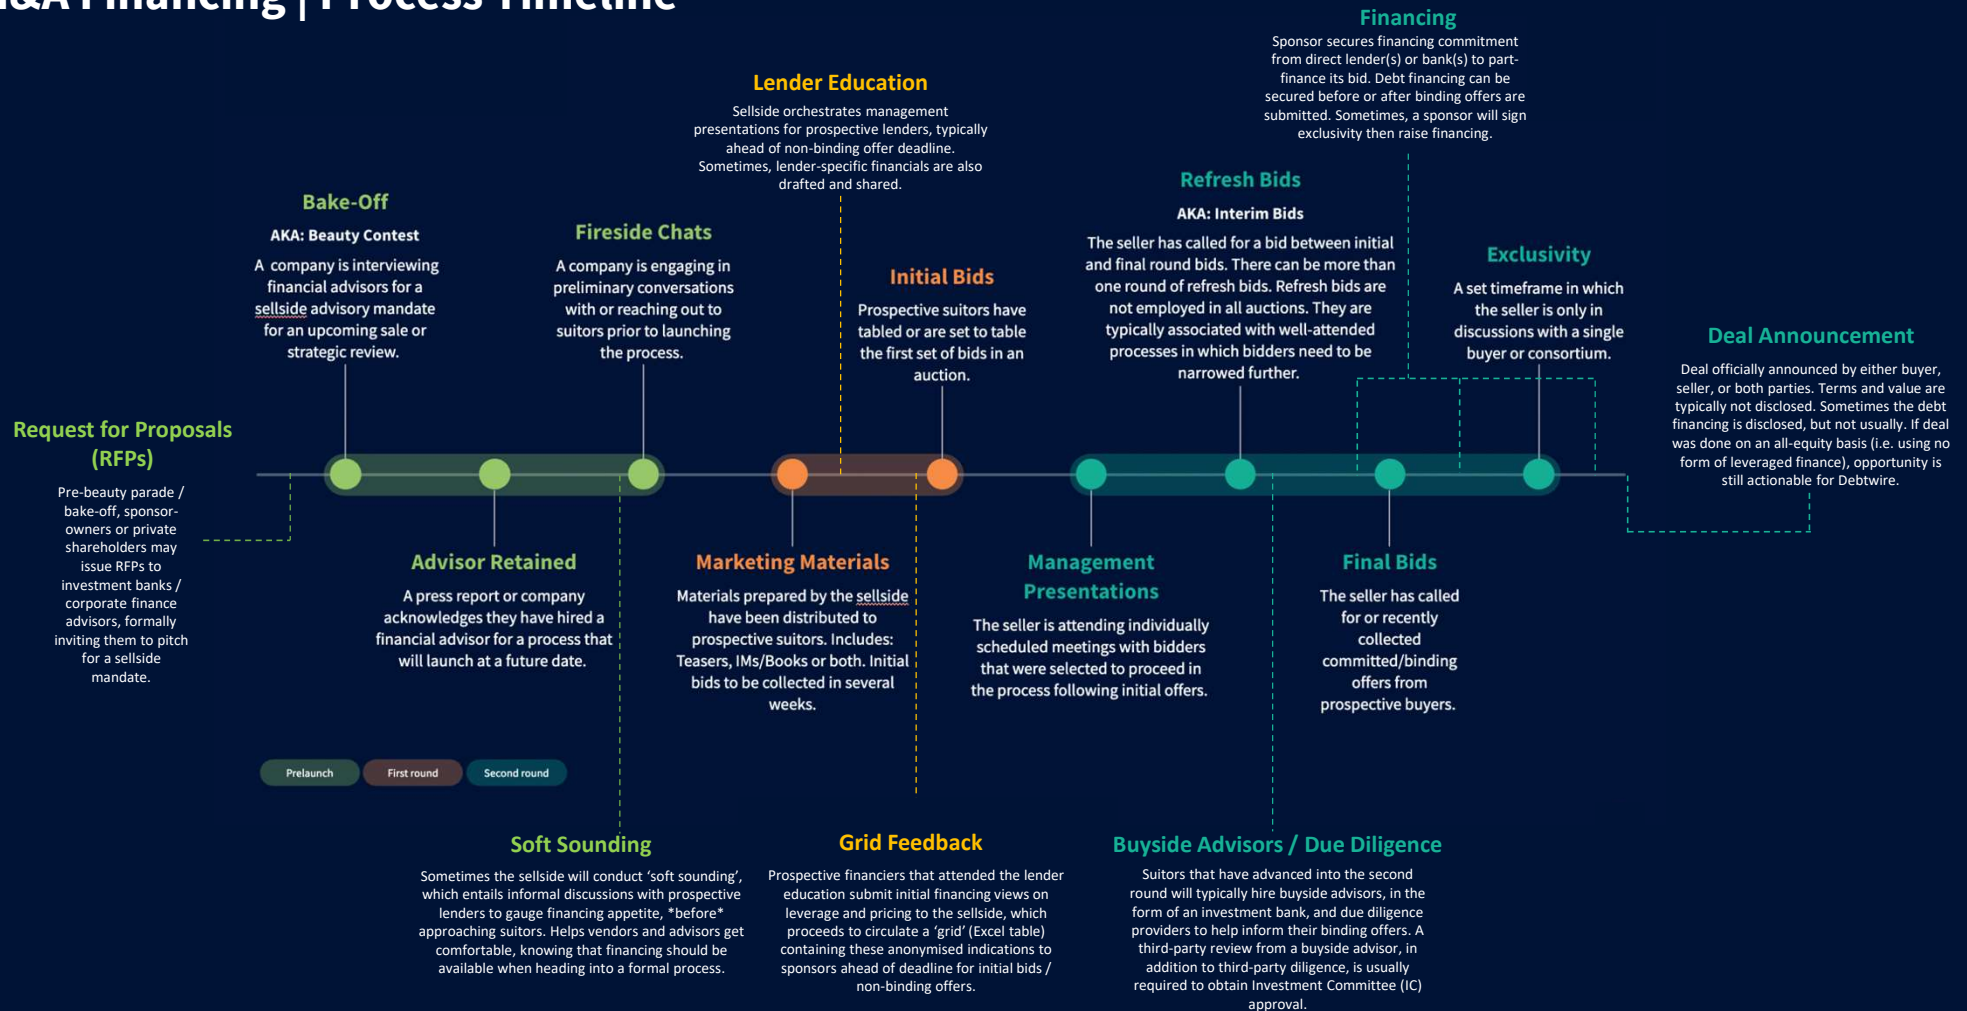 &A Financing | Process Timeline
Financing
Sponsor secures financing commitment
from direct lender(s) or bank(s) to part-
finance its bid. Debt financing can be
secured before or after binding offers are
submitted. Sometimes, a sponsor will sign
exclusivity then raise financing.
Lender Education
Sellside orchestrates management
presentations for prospective lenders, typically
ahead of non-binding offer deadline.
Sometimes, lender-specific financials are also
drafted and shared.
Bake-Off
AKA: Beauty Contest
A company is interviewing
financial advisors for a
sellside advisory mandate
for an upcoming sale or
strategic review.
Fireside Chats
A company is engaging in
preliminary conversations
with or reaching out to
suitors prior to launching
the process.
Initial Bids
Prospective suitors have
tabled or are set to table
the first set of bids in an
auction.
Refresh Bids
AKA: Interim Bids
The seller has called for a bid between initial
and final round bids. There can be more than
one round of refresh bids. Refresh bids are
not employed in all auctions. They are
typically associated with well-attended
processes in which bidders need to be
narrowed further.
Exclusivity
A set timeframe in which
the seller is only in
discussions with a single
buyer or consortium.
Deal Announcement
Deal officially announced by either buyer,
seller, or both parties. Terms and value are
typically not disclosed. Sometimes the debt
financing is disclosed, but not usually. If deal
was done on an all-equity basis (i.e. using no
form of leveraged finance), opportunity is
still actionable for Debtwire.
Request for Proposals
(RFPs)
Pre-beauty parade /
bake-off, sponsor-
owners or private
shareholders may
issue RFPs to
investment banks /
corporate finance
advisors, formally
inviting them to pitch
for a sellside
mandate.
Advisor Retained
A press report or company
acknowledges they have hired a
financial advisor for a process that
will launch at a future date.
Marketing Materials
Materials prepared by the sellside
have been distributed to
prospective suitors. Includes:
Teasers, IMs/Books or both. Initial
bids to be collected in several
weeks.
Management
Presentations
The seller is attending individually
scheduled meetings with bidders
that were selected to proceed in
the process following initial offers.
Final Bids
The seller has called
for or recently
collected
committed/binding
offers from
prospective buyers.
Prelaunch
First round
Second round
Soft Sounding
Sometimes the sellside will conduct ‘soft sounding’,
which entails informal discussions with prospective
lenders to gauge financing appetite, *before*
approaching suitors. Helps vendors and advisors get
comfortable, knowing that financing should be
available when heading into a formal process.
Grid Feedback
Prospective financiers that attended the lender
education submit initial financing views on
leverage and pricing to the sellside, which
proceeds to circulate a ‘grid’ (Excel table)
containing these anonymised indications to
sponsors ahead of deadline for initial bids /
non-binding offers.
Buyside Advisors / Due Diligence
Suitors that have advanced into the second
round will typically hire buyside advisors, in the
form of an investment bank, and due diligence
providers to help inform their binding offers. A
third-party review from a buyside advisor, in
addition to third-party diligence, is usually
required to obtain Investment Committee (IC)
approval.